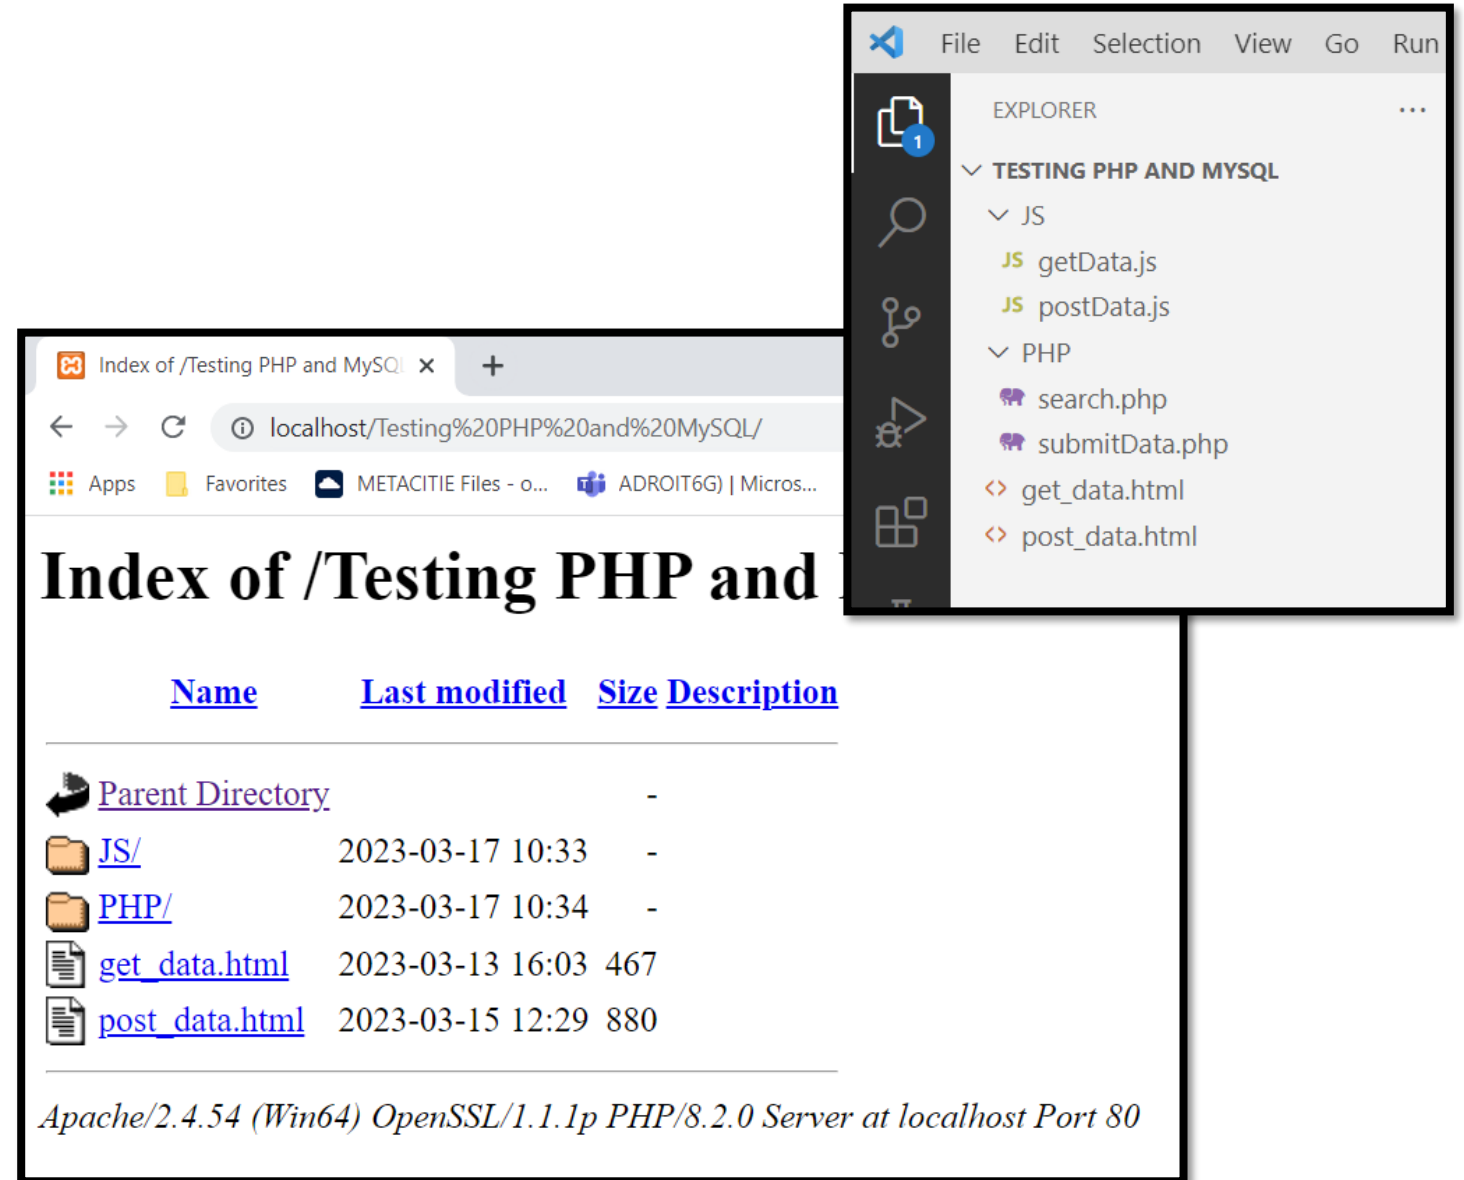 File Edit Selection View Go Run
EXPLORER ...
1
TESTING PHP AND MYSQL
JS
JS getData.js
JS postData.js
PHP
search.php
submitData.php
<> get_data.html
<> post_data.html
Index of /Testing PHP and MySQL
localhost/Testing%20PHP%20and%20MySQL/
Apps Favorites METACITIE Files - o... ADROIT6G) | Micros...
Index of /Testing PHP and
Name Last modified Size Description
Parent Directory -
JS/ 2023-03-17 10:33 -
PHP/ 2023-03-17 10:34 -
get_data.html 2023-03-13 16:03 467
post_data.html 2023-03-15 12:29 880
Apache/2.4.54 (Win64) OpenSSL/1.1.1p PHP/8.2.0 Server at localhost Port 80